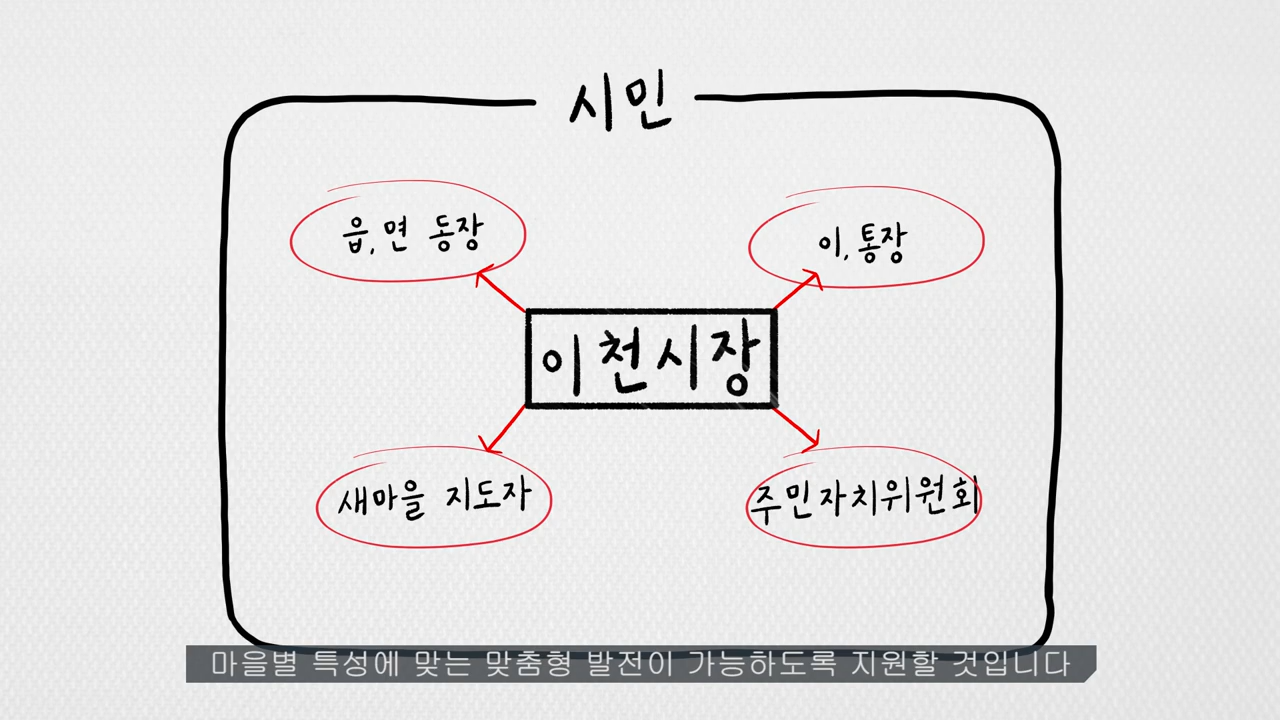 시민
읍,면 동장
이,통장
이천시장
새마을 지도자
주민자치위원회
마을별 특성에 맞는 맞춤형 발전이 가능하도록 지원할 것입니다